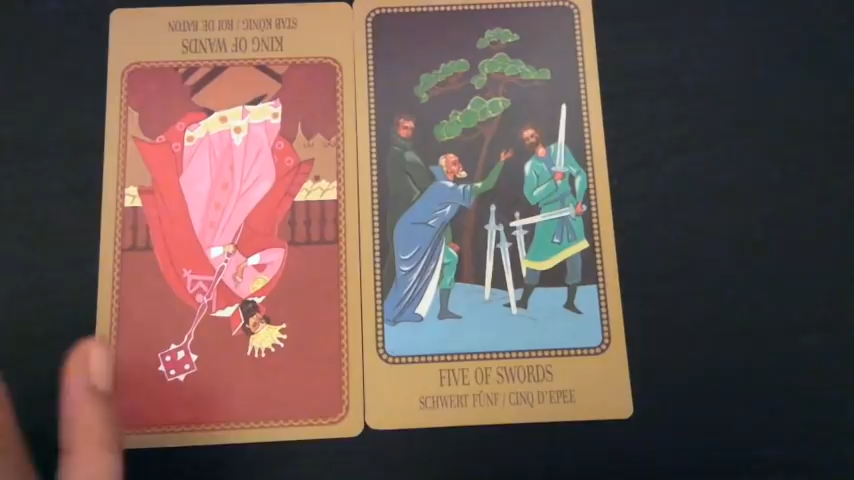 KING OF WANDS
STAB KÖNIG / ROI DE BATON
FIVE OF SWORDS
SCHWERT FÜNF / CINQ D'EPEE